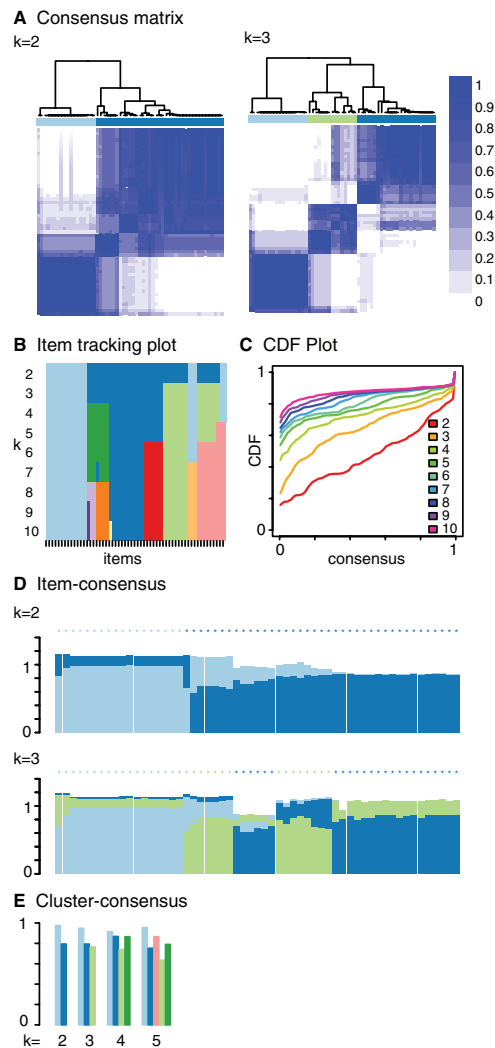 A Consensus matrix
k=2
k=3
1
0.9
0.8
0.7
0.6
0.5
0.4
0.3
0.2
0.1
0
B Item tracking plot
2
3
4
5
6
7
8
9
10
k
items
C CDF Plot
1
0
CDF
2
3
4
5
6
7
8
9
10
0
1
consensus
D Item-consensus
k=2
1
0
k=3
1
0
E Cluster-consensus
1
0
k= 2 3 4 5